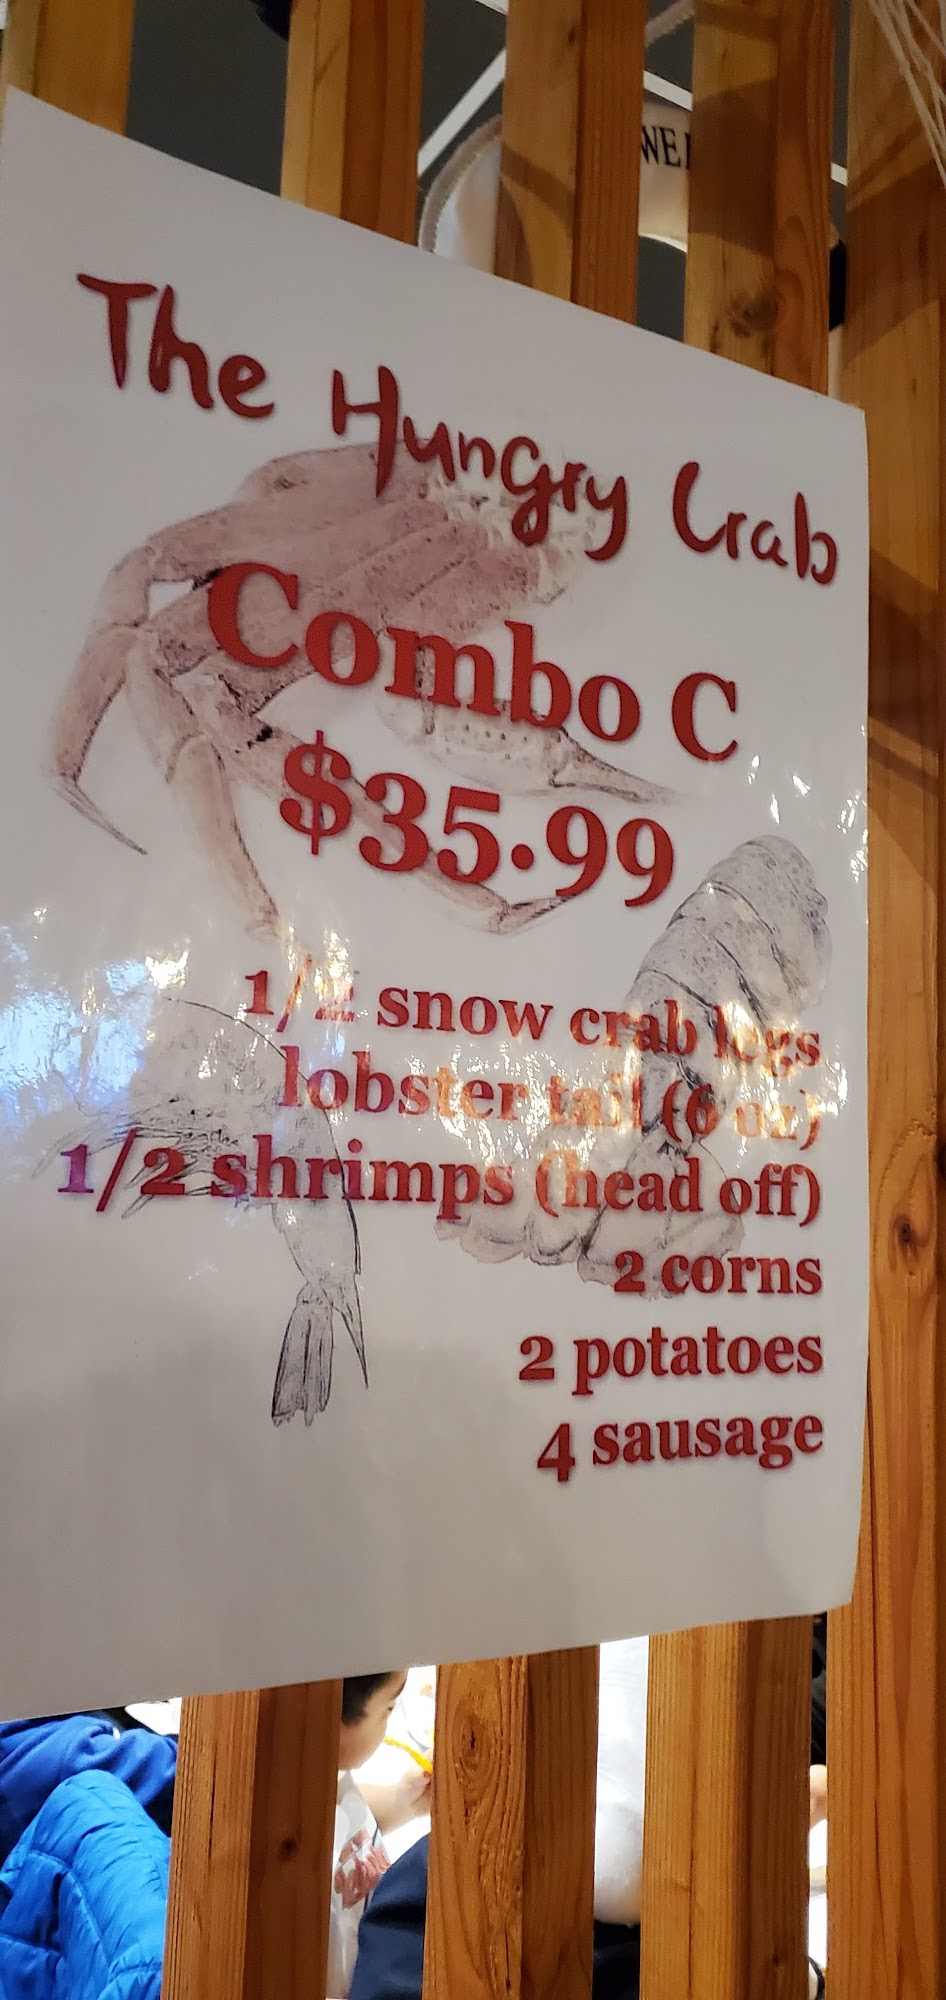 The Hungry Crab
Combo C
$35.99
1/2 snow crab legs
lobster tail (6 oz)
1/2 shrimps (head off)
2 corns
2 potatoes
4 sausage